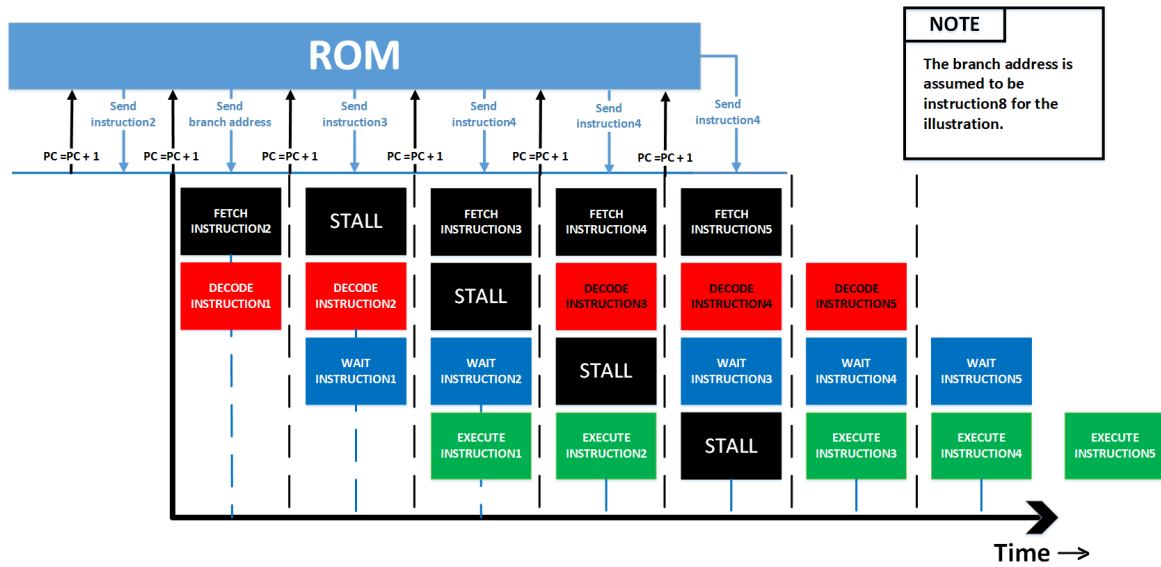 ROM
NOTE
The branch address is
assumed to be
instruction8 for the
illustration.
Send
instruction2
Send
branch address
Send
instruction3
Send
instruction4
Send
instruction4
Send
instruction4
PC =PC + 1
PC =PC + 1
PC =PC + 1
PC =PC + 1
PC =PC + 1
PC =PC + 1
FETCH
INSTRUCTION2
STALL
FETCH
INSTRUCTION3
FETCH
INSTRUCTION4
FETCH
INSTRUCTION5
DECODE
INSTRUCTION1
DECODE
INSTRUCTION2
STALL
DECODE
INSTRUCTION3
DECODE
INSTRUCTION4
DECODE
INSTRUCTION5
WAIT
INSTRUCTION1
WAIT
INSTRUCTION2
STALL
WAIT
INSTRUCTION3
WAIT
INSTRUCTION4
WAIT
INSTRUCTION5
EXECUTE
INSTRUCTION1
EXECUTE
INSTRUCTION2
STALL
EXECUTE
INSTRUCTION3
EXECUTE
INSTRUCTION4
EXECUTE
INSTRUCTION5
Time